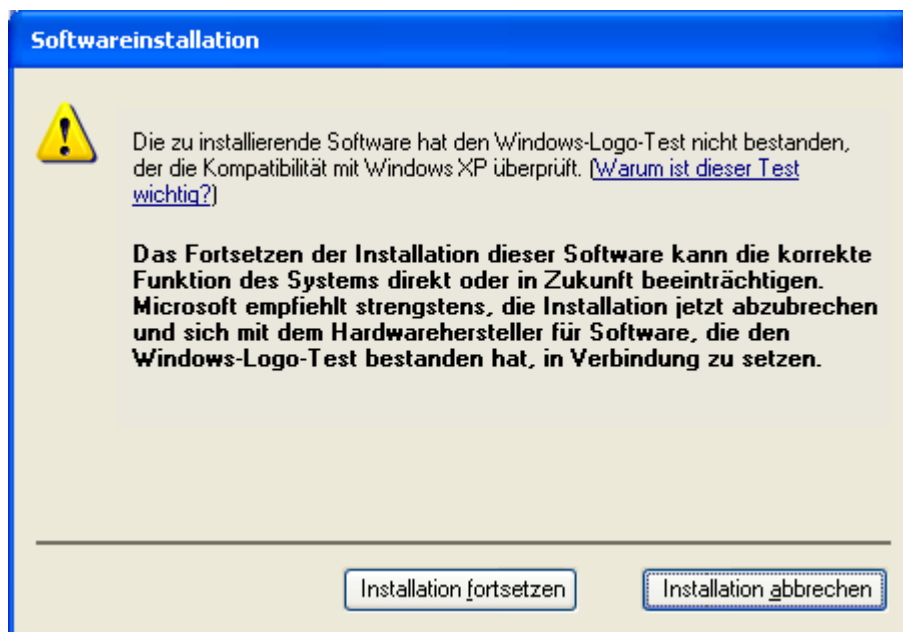 Softwareinstallation
Die zu installierende Software hat den Windows-Logo-Test nicht bestanden,
der die Kompatibilität mit Windows XP überprüft. (Warum ist dieser Test
wichtig?)
Das Fortsetzen der Installation dieser Software kann die korrekte
Funktion des Systems direkt oder in Zukunft beeinträchtigen.
Microsoft empfiehlt strengstens, die Installation jetzt abzubrechen
und sich mit dem Hardwarehersteller für Software, die den
Windows-Logo-Test bestanden hat, in Verbindung zu setzen.
Installation fortsetzen
Installation abbrechen